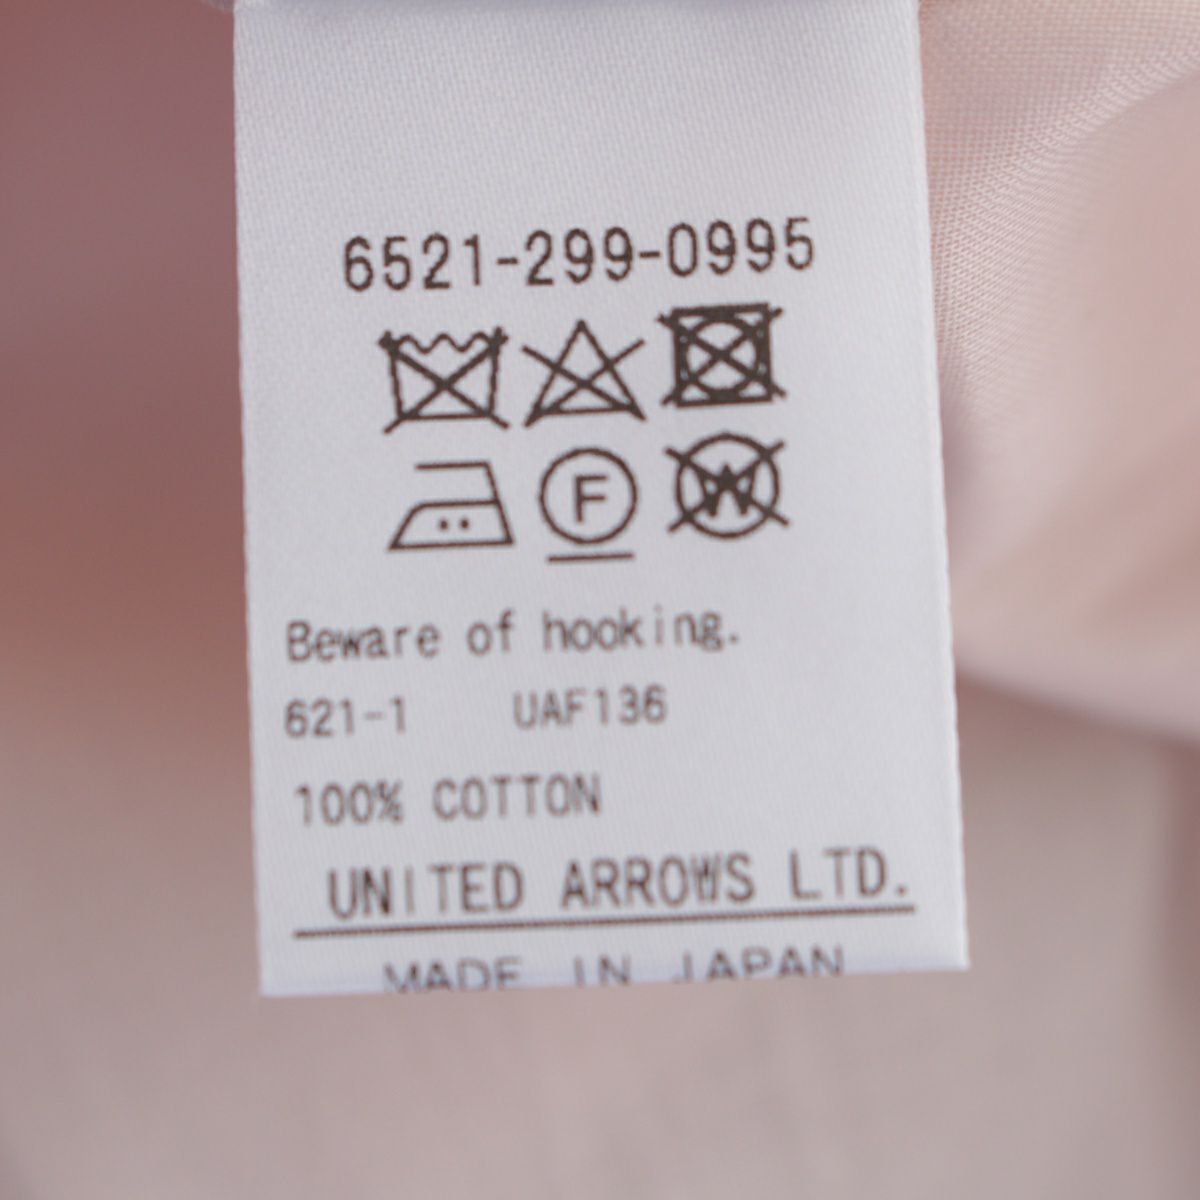 6521-299-0995
F W
Beware of hooking.
621-1 UAF136
100% COTTON
UNITED ARROWS LTD.
MADE IN JAPAN